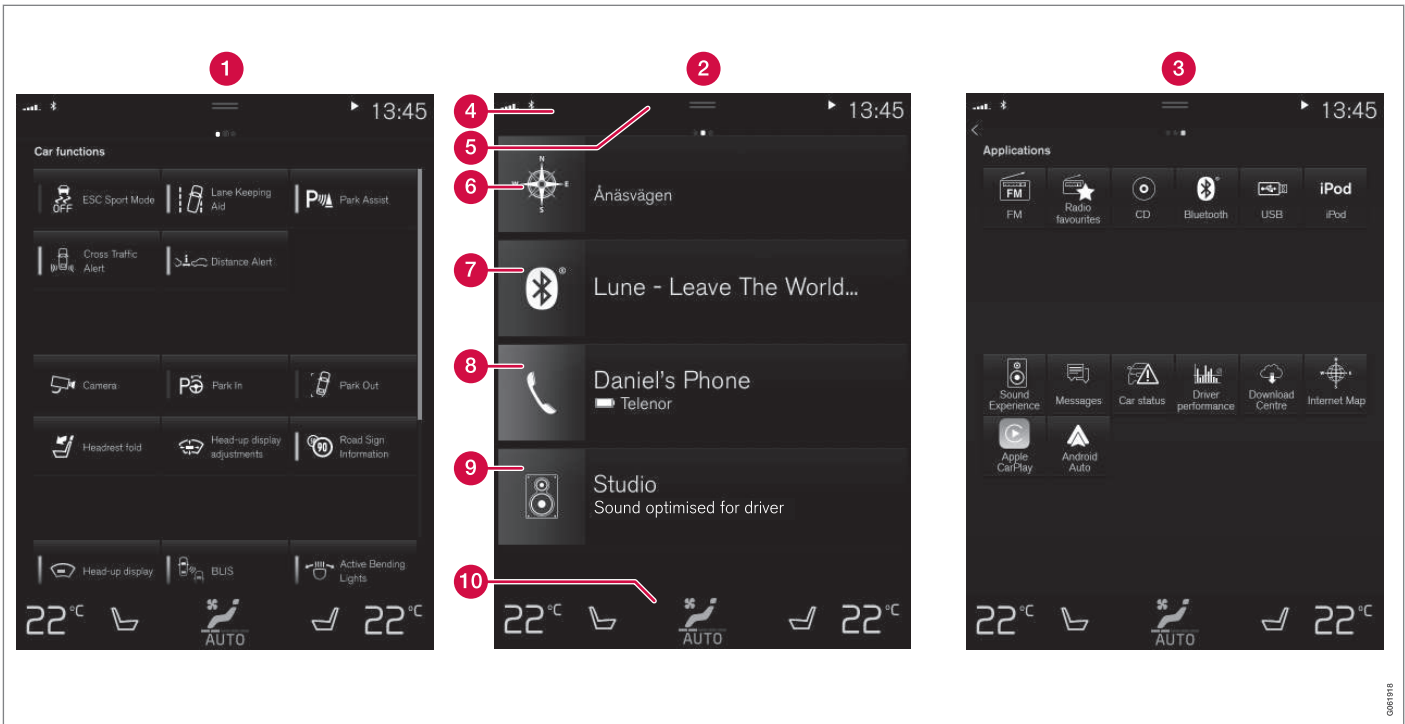 1
2
3
13:45
Car functions
ESC Sport Mode
OFF
Lane Keeping
Aid
P Park Assist
Cross Traffic
Alert
Distance Alert
Camera
P Park In
Park Out
Headrest fold
Head-up display
adjustments
90
Road Sign
Information
Head-up display
BLIS
Active Bending
Lights
22°C
AUTO
22°C
4
5
6
7
8
9
10
13:45
N
W
E
S
Ånäsvägen
Lune - Leave The World...
Daniel's Phone
Telenor
Studio
Sound optimised for driver
22°C
AUTO
22°C
13:45
Applications
FM
FM
Radio
favourites
CD
Bluetooth
USB
iPod
iPod
Sound
Experience
Messages
Car status
Driver
performance
Download
Centre
Internet Map
Apple
CarPlay
Android
Auto
22°C
AUTO
22°C
G061918